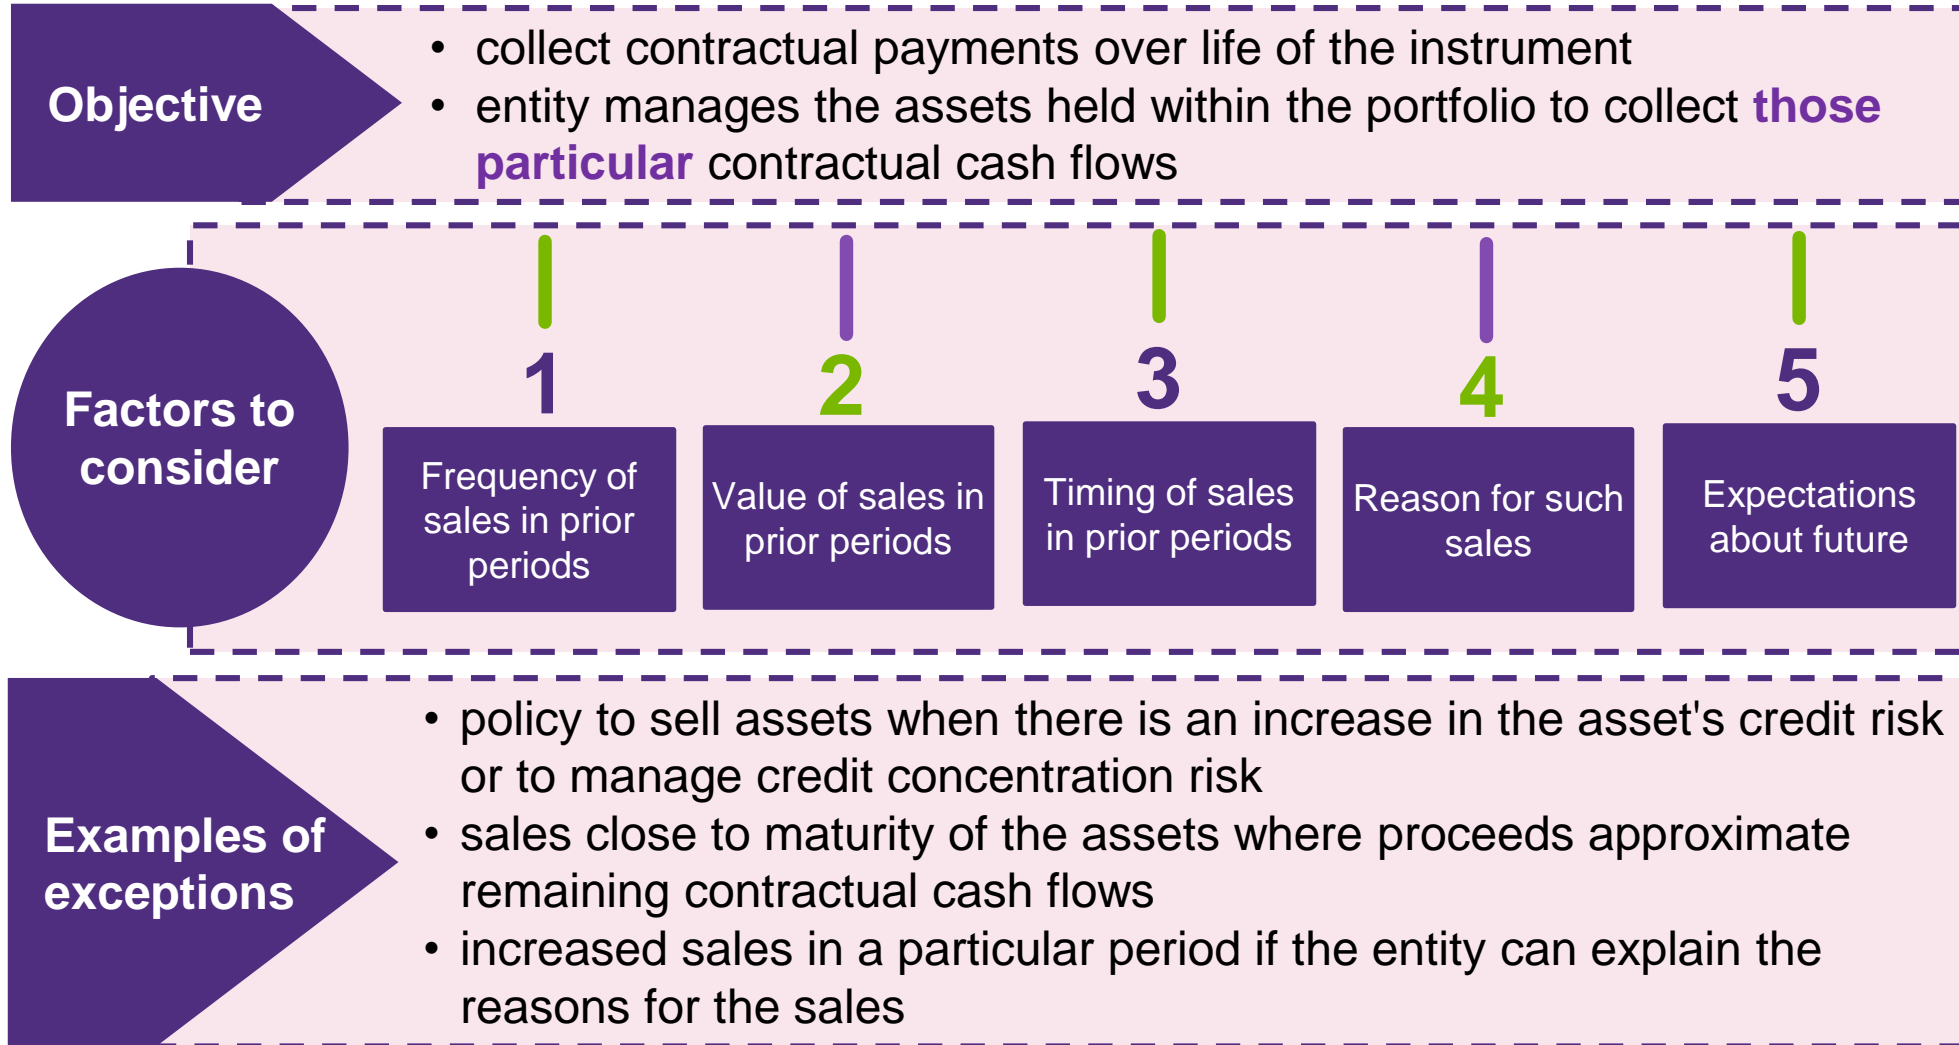 Objective
• collect contractual payments over life of the instrument
• entity manages the assets held within the portfolio to collect those
particular contractual cash flows
Factors to
consider
1
Frequency of
sales in prior
periods
2
Value of sales in
prior periods
3
Timing of sales
in prior periods
4
Reason for such
sales
5
Expectations
about future
Examples of
exceptions
• policy to sell assets when there is an increase in the asset's credit risk
or to manage credit concentration risk
• sales close to maturity of the assets where proceeds approximate
remaining contractual cash flows
• increased sales in a particular period if the entity can explain the
reasons for the sales